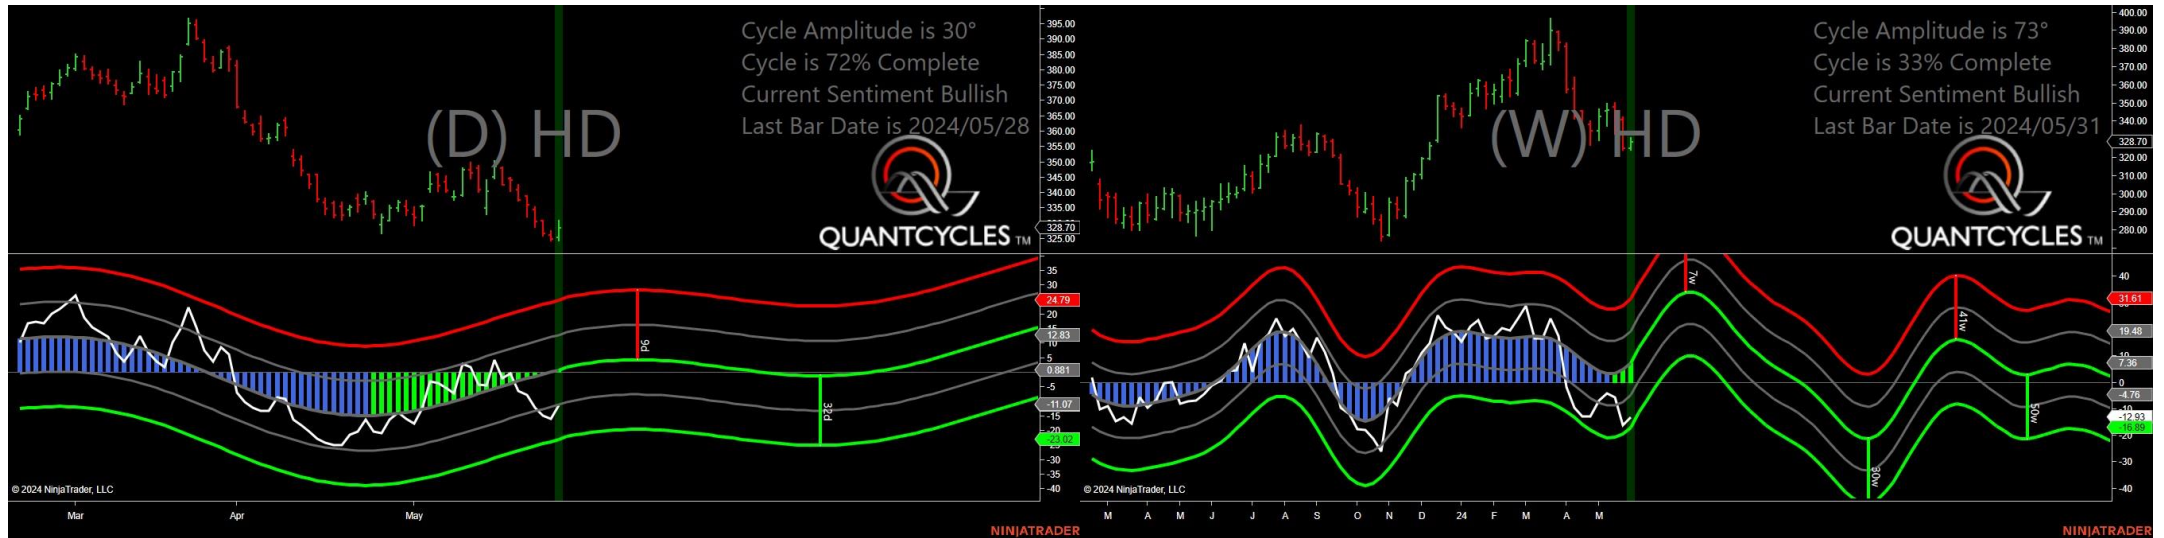 Cycle Amplitude is 30°
Cycle is 72% Complete
Current Sentiment Bullish
Last Bar Date is 2024/05/28
(D) HD
QUANTCYCLES TM
395.00
390.00
385.00
380.00
375.00
370.00
365.00
360.00
355.00
350.00
345.00
340.00
335.00
328.70
325.00
35
30
24.79
20
15
12.83
10
5
0.881
-5
-11.07
-15
-20
-23.02
-30
-35
-40
9d
32d
© 2024 NinjaTrader, LLC
Mar Apr May
NINJATRADER
Cycle Amplitude is 73°
Cycle is 33% Complete
Current Sentiment Bullish
Last Bar Date is 2024/05/31
(W) HD
QUANTCYCLES TM
400.00
390.00
380.00
370.00
360.00
350.00
340.00
328.70
320.00
310.00
300.00
290.00
280.00
40
31.61
19.48
10
7.36
0
-4.76
-10
-12.93
-16.89
-20
-30
-40
7w
30w
41w
50w
© 2024 NinjaTrader, LLC
M A M J J A S O N D 24 F M A M
NINJATRADER